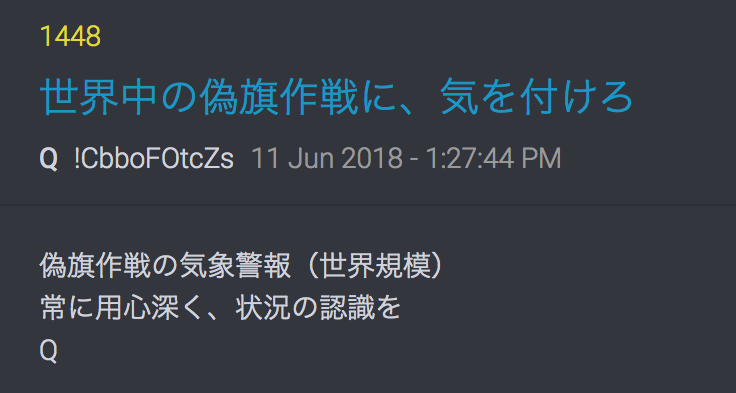 1448
世界中の偽旗作戦に、気を付けろ
Q !CbboFOtcZs 11 Jun 2018 - 1:27:44 PM
偽旗作戦の気象警報（世界規模）
常に用心深く、状況の認識を
Q